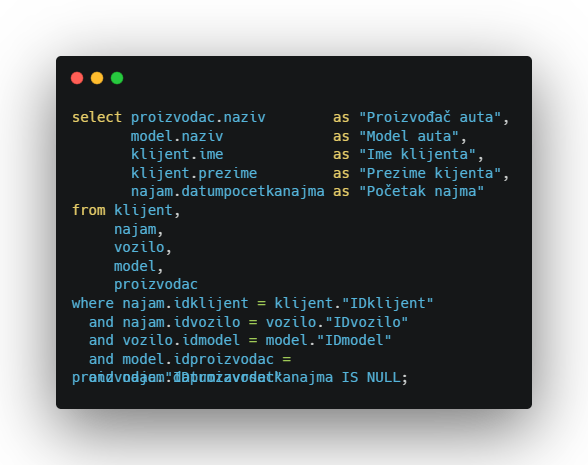 select proizvodac.naziv as "Proizvođač auta",
model.naziv as "Model auta",
klijent.ime as "Ime klijenta",
klijent.prezime as "Prezime kijenta",
najam.datumpocetkanajma as "Početak najma"
from klijent,
najam,
vozilo,
model,
proizvodac
where najam.idklijent = klijent."IDklijent"
and najam.idvozilo = vozilo."IDvozilo"
and vozilo.idmodel = model."IDmodel"
and model.idproizvodac =
proizvodac."IDproizvodac"
and najam.datumzavrsetkanajma IS NULL;